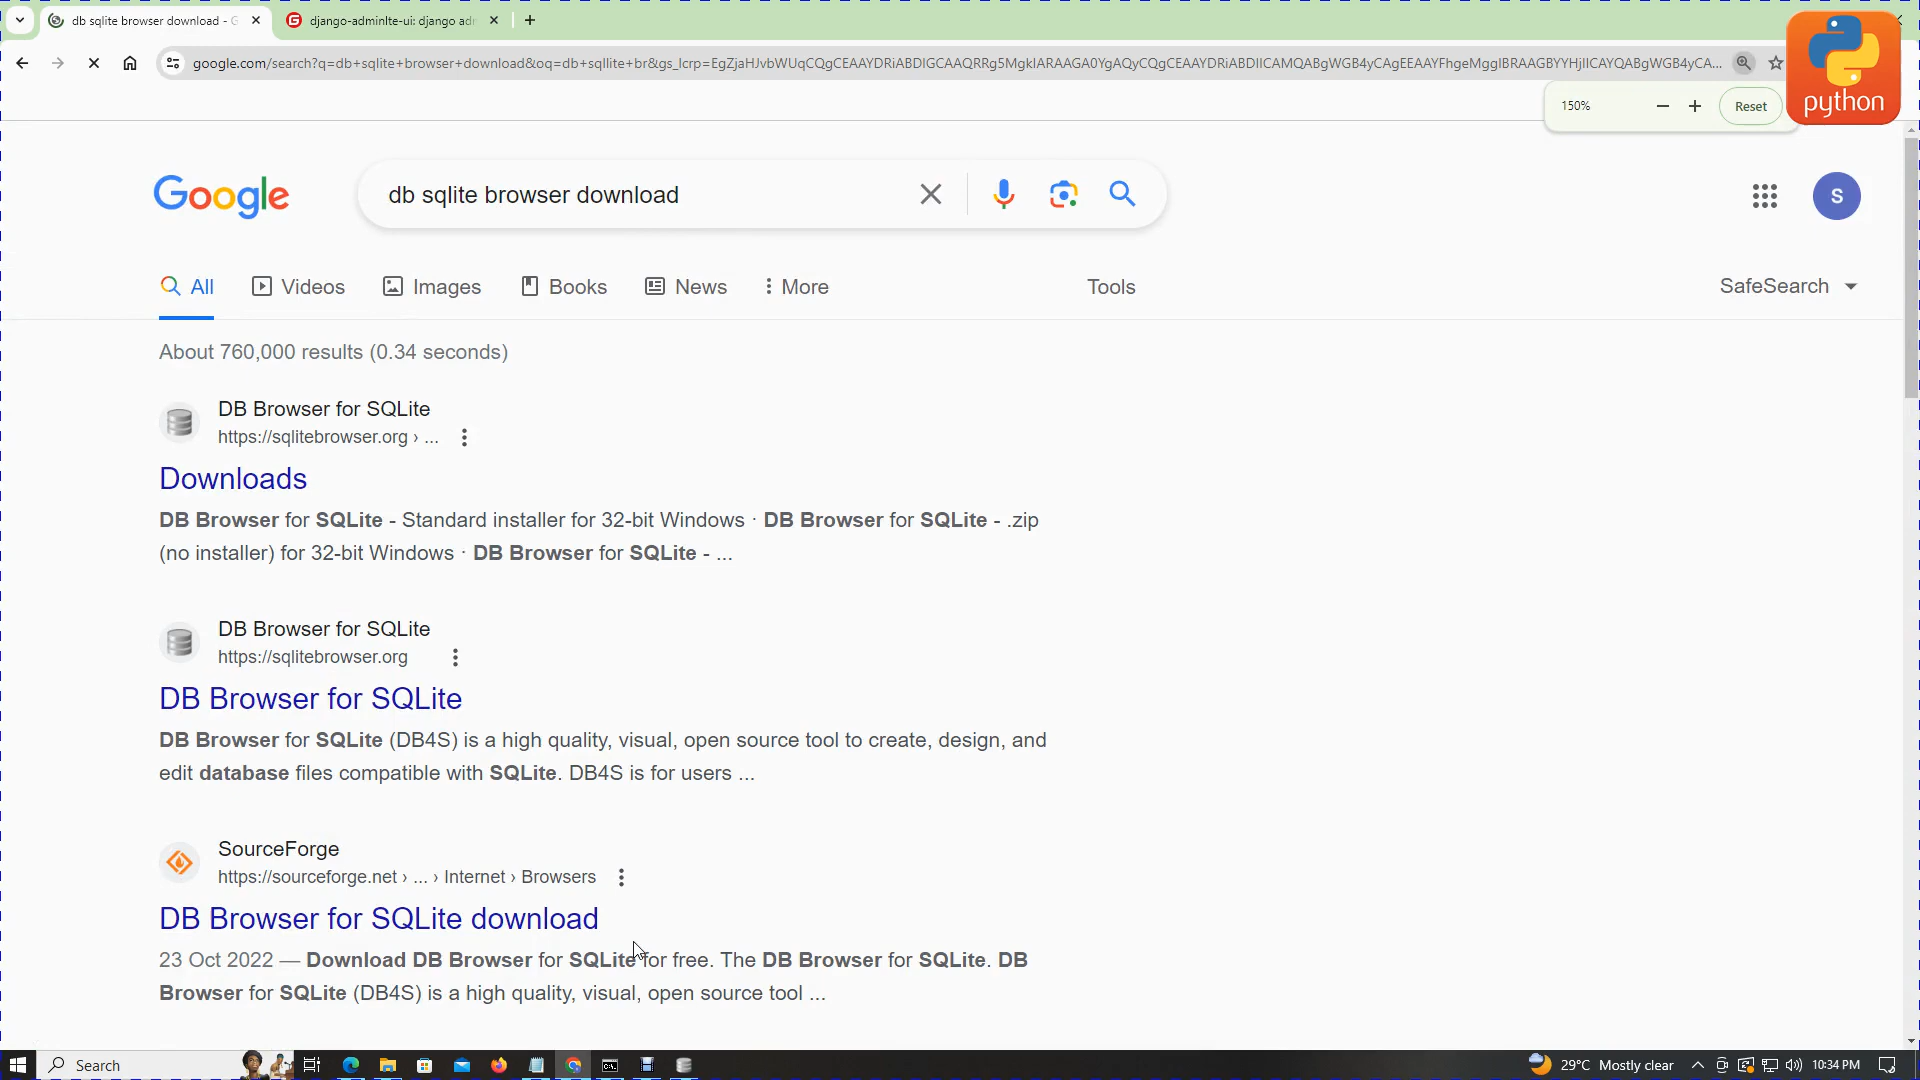 db sqlite browser download - G
django-adminlte-ui: django adm
google.com/search?q=db+sqlite+browser+download&oq=db+sqllite+br&gs_lcrp=
150%
Reset
python
Google
db sqlite browser download
S
All
Videos
Images
Books
News
More
Tools
SafeSearch
About 760,000 results (0.34 seconds)
DB Browser for SQLite
https://sqlitebrowser.org › ...
Downloads
DB Browser for SQLite - Standard installer for 32-bit Windows · DB Browser for SQLite - .zip
(no installer) for 32-bit Windows · DB Browser for SQLite - ...
DB Browser for SQLite
https://sqlitebrowser.org
DB Browser for SQLite
DB Browser for SQLite (DB4S) is a high quality, visual, open source tool to create, design, and
edit database files compatible with SQLite. DB4S is for users ...
SourceForge
https://sourceforge.net › ... › Internet › Browsers
DB Browser for SQLite download
23 Oct 2022 — Download DB Browser for SQLite for free. The DB Browser for SQLite. DB
Browser for SQLite (DB4S) is a high quality, visual, open source tool ...
Search
29°C Mostly clear
10:34 PM